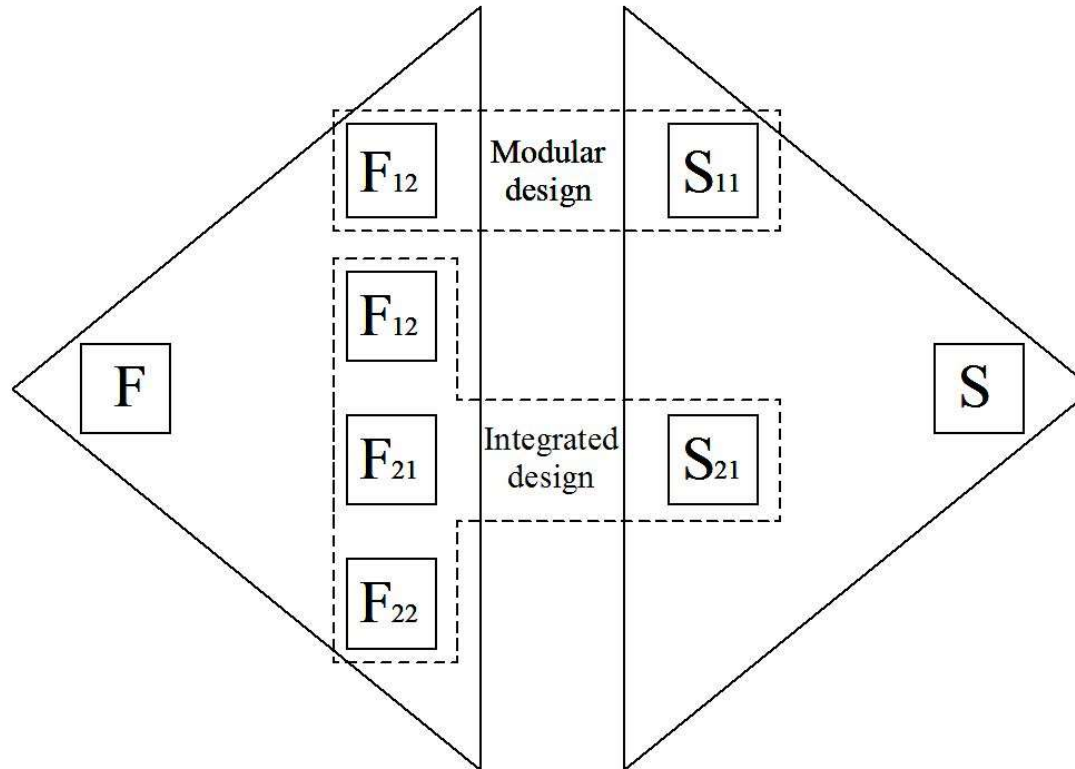 F12
Modular
design
S11
F12
F
S
F21
Integrated
design
S21
F22